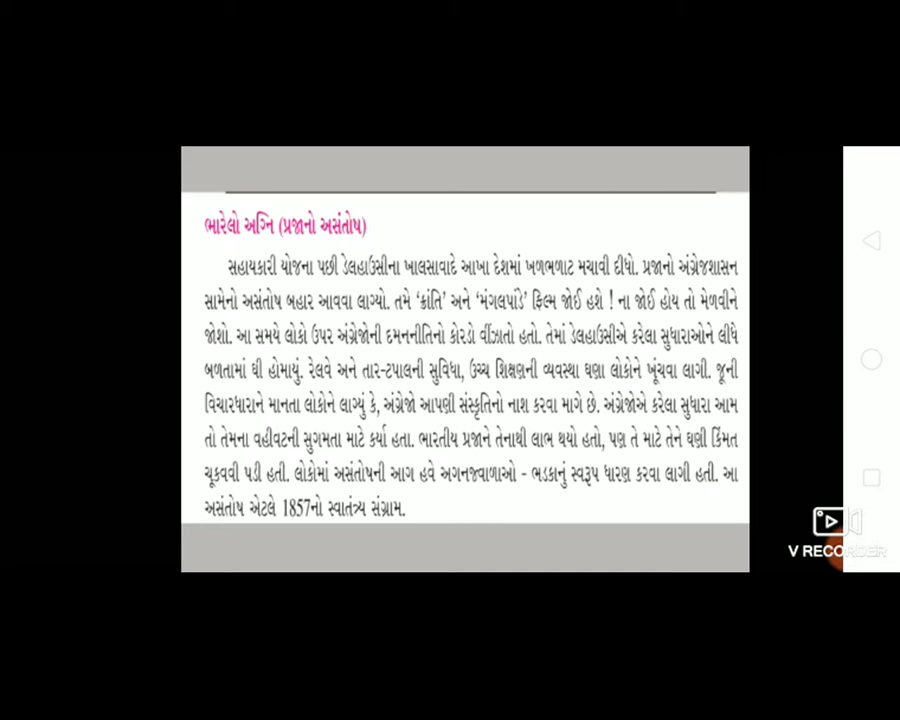 ભારેલો અગ્નિ (પ્રજાનો અસંતોષ)
સહાયકારી યોજના પછી ડેલહાઉસીના ખાલસાવાદે આખા દેશમાં ખળભળાટ મચાવી દીધો. પ્રજાનો અંગ્રેજશાસન
સામેનો અસંતોષ બહાર આવવા લાગ્યો. તમે ‘ક્રાંતિ’ અને ‘મંગલપાંડે’ ફિલ્મ જોઈ હશે ! ના જોઈ હોય તો મેળવીને
જોશો. આ સમયે લોકો ઉપર અંગ્રેજોની દમનનીતિનો કોરડો વીંઝાતો હતો. તેમાં ડેલહાઉસીએ કરેલા સુધારાઓને લીધે
બળતામાં ઘી હોમાયું. રેલવે અને તાર-ટપાલની સુવિધા, ઉચ્ચ શિક્ષણની વ્યવસ્થા ઘણા લોકોને ખૂંચવા લાગી. જૂની
વિચારધારાને માનતા લોકોને લાગ્યું કે, અંગ્રેજો આપણી સંસ્કૃતિનો નાશ કરવા માગે છે. અંગ્રેજોએ કરેલા સુધારા આમ
તો તેમના વહીવટની સુગમતા માટે કર્યા હતા. ભારતીય પ્રજાને તેનાથી લાભ થયો હતો, પણ તે માટે તેને ઘણી કિંમત
ચૂકવવી પડી હતી. લોકોમાં અસંતોષની આગ હવે અગનજ્વાળાઓ - ભડકાનું સ્વરૂપ ધારણ કરવા લાગી હતી. આ
અસંતોષ એટલે 1857નો સ્વાતંત્ર્ય સંગ્રામ.
V RECORDER